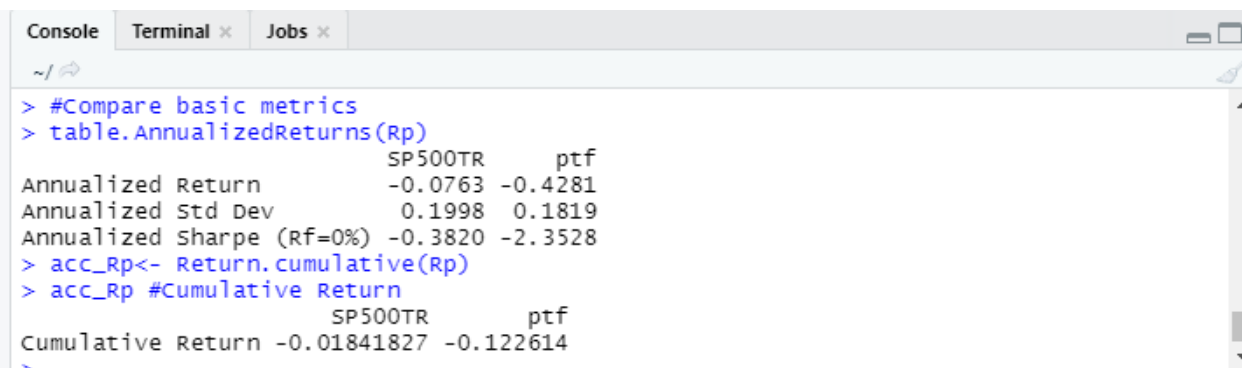 Console Terminal × Jobs ×
~/
> #Compare basic metrics
> table.AnnualizedReturns(Rp)
SP500TR ptf
Annualized Return -0.0763 -0.4281
Annualized Std Dev 0.1998 0.1819
Annualized Sharpe (Rf=0%) -0.3820 -2.3528
> acc_Rp<- Return.cumulative(Rp)
> acc_Rp #Cumulative Return
SP500TR ptf
Cumulative Return -0.01841827 -0.122614
>